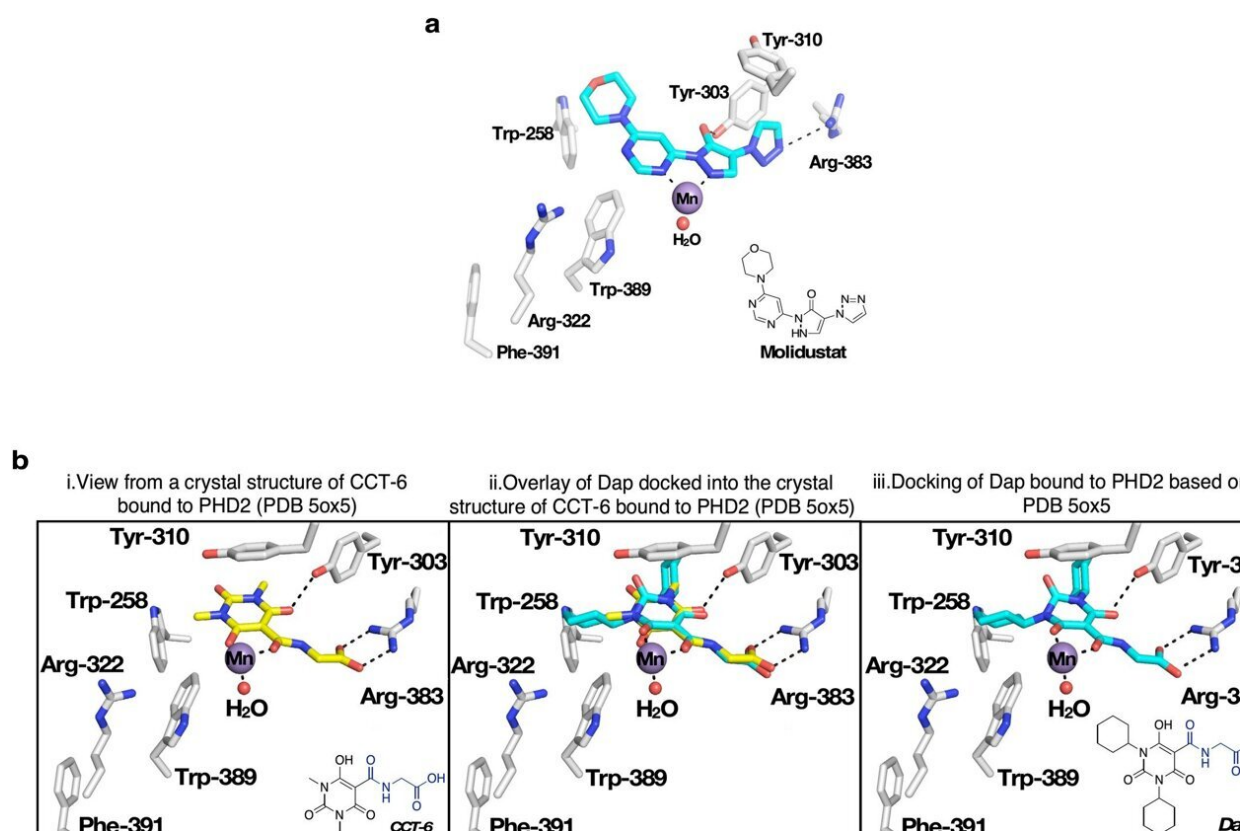 a
Tyr-310
Tyr-303
Trp-258
Arg-383
Mn
H₂O
Trp-389
Arg-322
Phe-391
O
N
N
N
O
N
HN
N
N=N
Molidustat
b
i.View from a crystal structure of CCT-6
bound to PHD2 (PDB 5ox5)
ii.Overlay of Dap docked into the crystal
structure of CCT-6 bound to PHD2 (PDB 5ox5)
iii.Docking of Dap bound to PHD2 based o
PDB 5ox5
Tyr-310
Tyr-303
Trp-258
Arg-322
Mn
H₂O
Arg-383
Trp-389
Phe-391
OH
O
N
N
H
OH
O
O
N
O
CCT-6
Tyr-310
Tyr-303
Trp-258
Arg-322
Mn
H₂O
Arg-383
Trp-389
Phe-391
Tyr-310
Tyr-3
Trp-258
Arg-322
Mn
H₂O
Arg-3
Trp-389
Phe-391
OH
O
N
N
H
O
O
N
O
Da